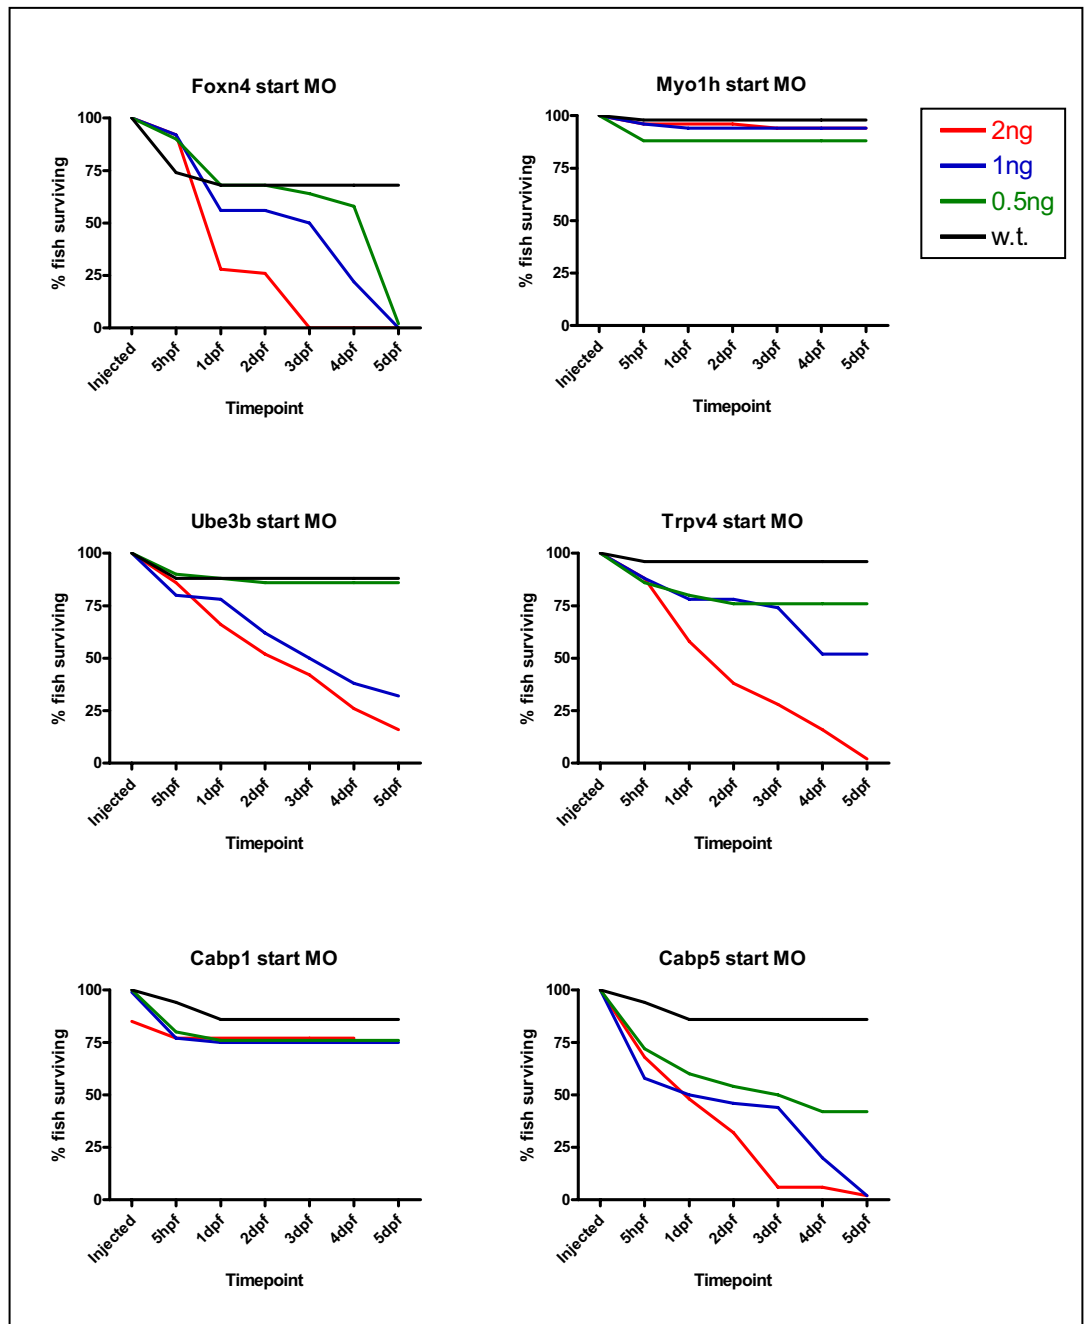 Foxn4 start MO
% fish surviving
100
75
50
25
0
Injected
5hpf
1dpf
2dpf
3dpf
4dpf
5dpf
Timepoint
Myo1h start MO
% fish surviving
100
75
50
25
0
Injected
5hpf
1dpf
2dpf
3dpf
4dpf
5dpf
Timepoint
2ng
1ng
0.5ng
w.t.
Ube3b start MO
% fish surviving
100
75
50
25
0
Injected
5hpf
1dpf
2dpf
3dpf
4dpf
5dpf
Timepoint
Trpv4 start MO
% fish surviving
100
75
50
25
0
Injected
5hpf
1dpf
2dpf
3dpf
4dpf
5dpf
Timepoint
Cabp1 start MO
% fish surviving
100
75
50
25
0
Injected
5hpf
1dpf
2dpf
3dpf
4dpf
5dpf
Timepoint
Cabp5 start MO
% fish surviving
100
75
50
25
0
Injected
5hpf
1dpf
2dpf
3dpf
4dpf
5dpf
Timepoint